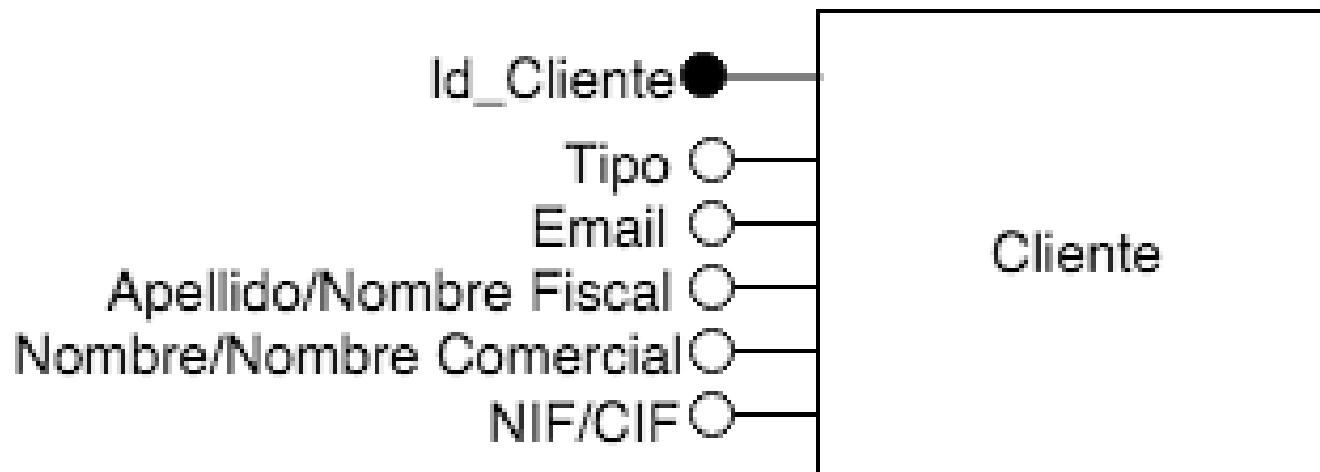 Id_Cliente
Tipo
Email
Cliente
Apellido/Nombre Fiscal
Nombre/Nombre Comercial
NIF/CIF